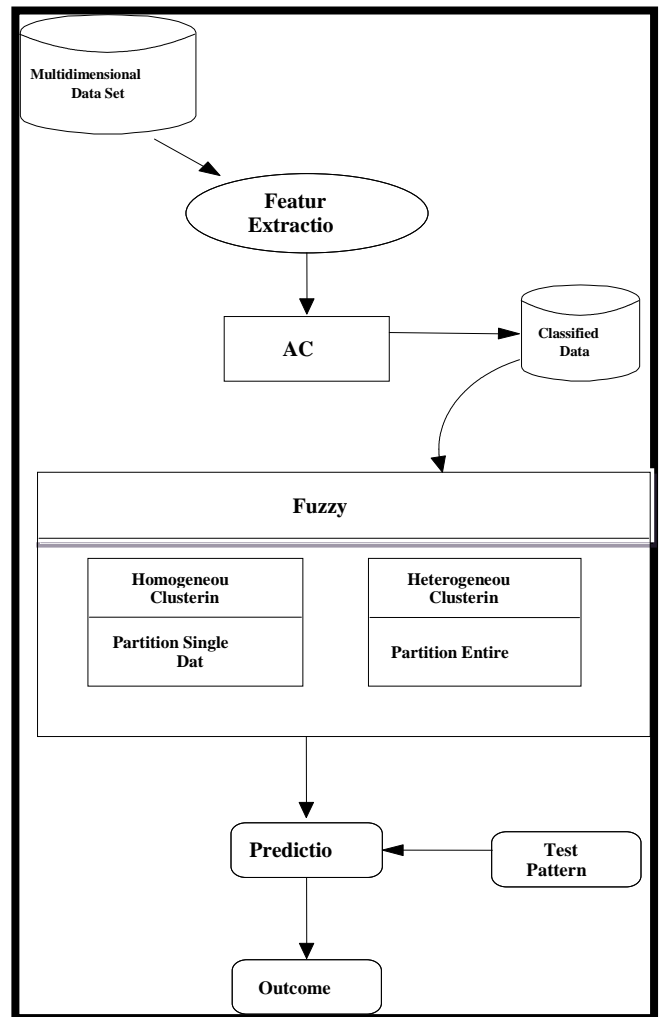 Multidimensional
Data Set
Featur
Extractio
AC
Classified
Data
Fuzzy
Homogeneou
Clusterin
Partition Single
Dat
Heterogeneou
Clusterin
Partition Entire
Predictio
Test
Pattern
Outcome